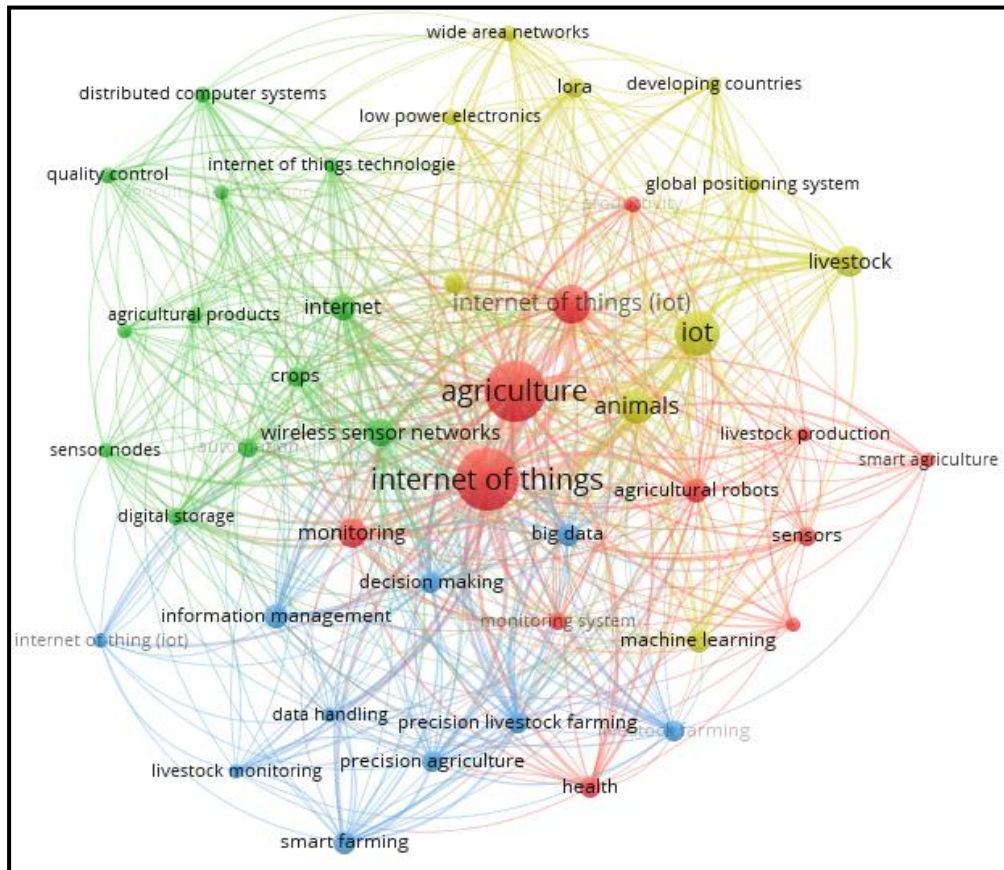 wide area networks
distributed computer systems
lora
developing countries
low power electronics
quality control
internet of things technologie
global positioning system
productivity
livestock
internet of things (iot)
internet
agricultural products
iot
crops
agriculture
animals
wireless sensor networks
livestock production
sensor nodes
automation
smart agriculture
internet of things
agricultural robots
digital storage
monitoring
big data
sensors
decision making
information management
monitoring system
internet of thing (iot)
machine learning
data handling
precision livestock farming
livestock farming
precision agriculture
livestock monitoring
health
smart farming